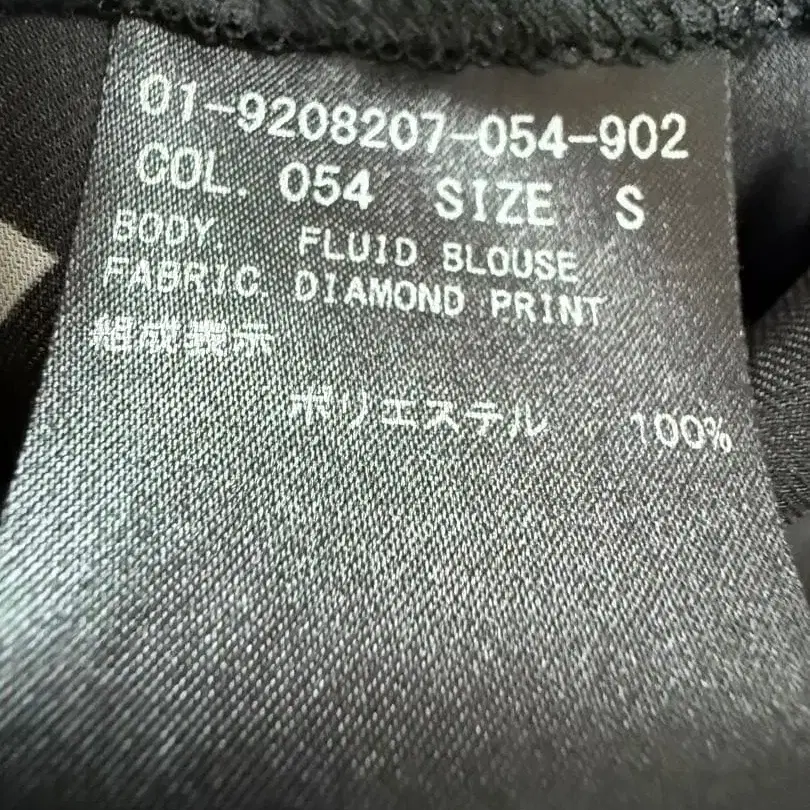 01-9208207-054-902
COL. 054 SIZE S
BODY. FLUID BLOUSE
FABRIC. DIAMOND PRINT
組成表示
ポリエステル 100%